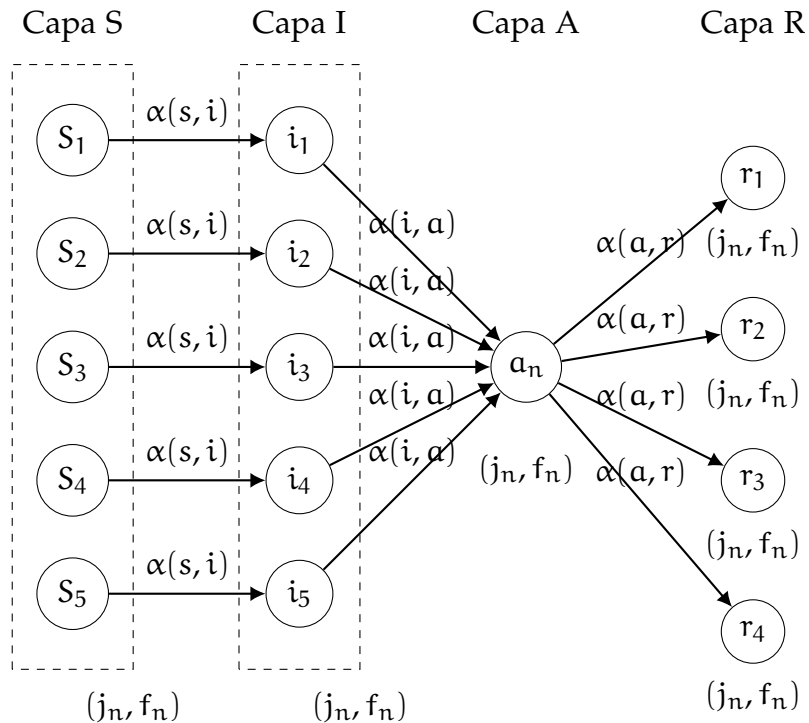 Capa S Capa I Capa A Capa R
S₁ α(s, i) i₁
α(i, a)
r₁
(jₙ, fₙ)
α(a, r)
S₂ α(s, i) i₂
α(i, a)
α(a, r) r₂
(jₙ, fₙ)
S₃ α(s, i) i₃ α(i, a) aₙ
α(i, a)
α(a, r)
S₄ α(s, i) i₄
α(i, a)
(jₙ, fₙ)
α(a, r)
r₃
(jₙ, fₙ)
S₅ α(s, i) i₅
r₄
(jₙ, fₙ)
(jₙ, fₙ) (jₙ, fₙ)